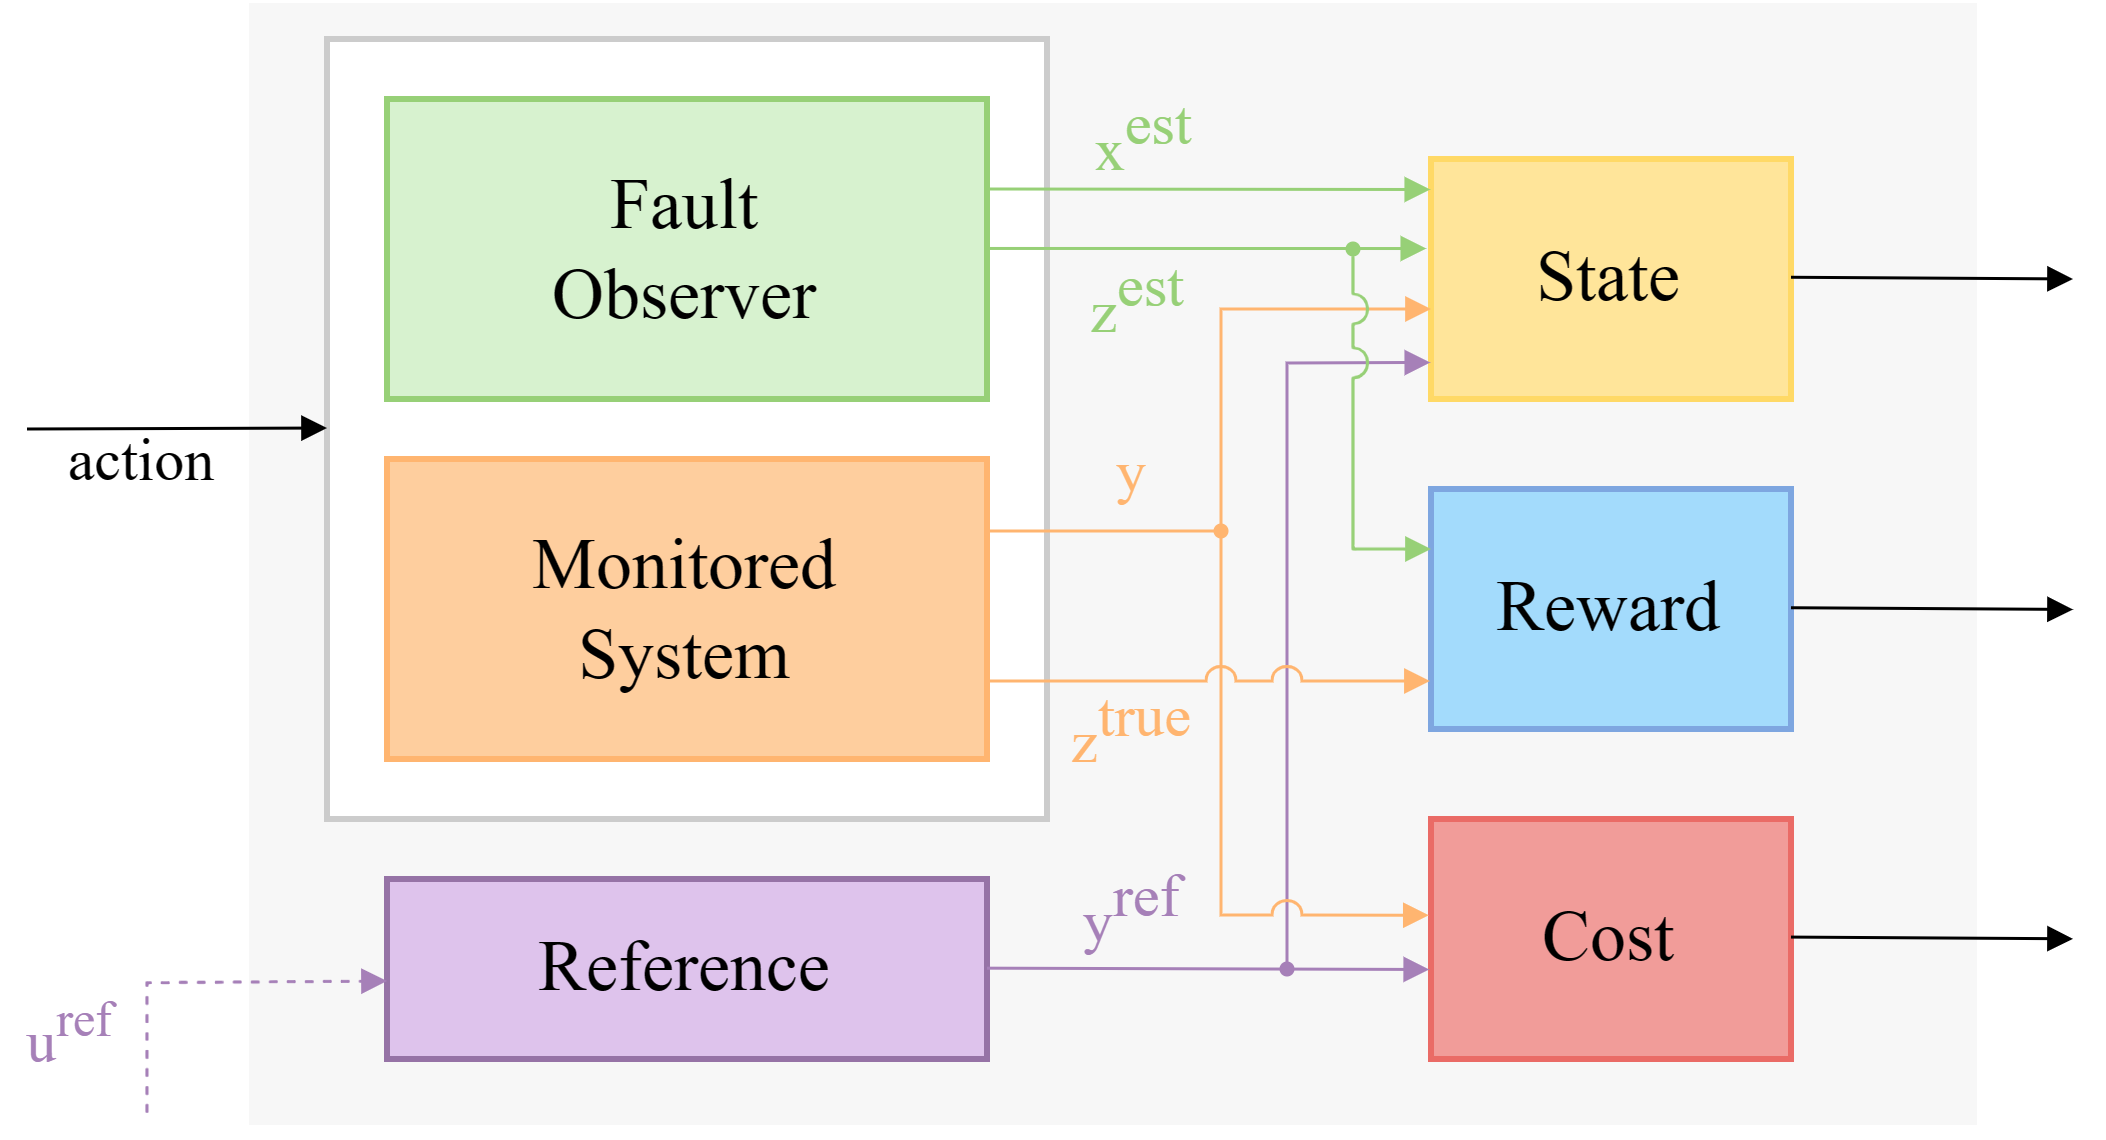 Fault
Observer
x^est
z^est
State
action
Monitored
System
y
z^true
Reward
Reference
y^ref
Cost
u^ref